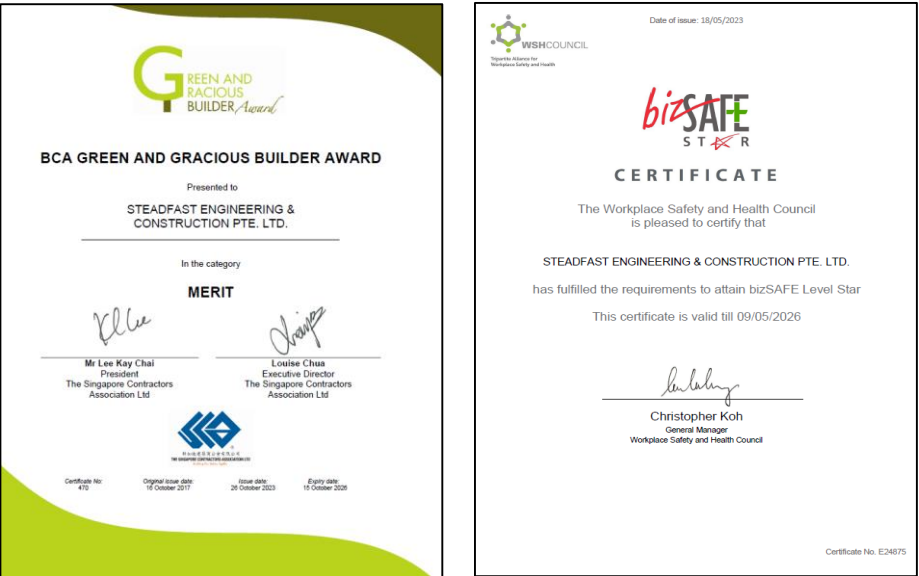 GREEN AND
GRACIOUS
BUILDER Award
BCA GREEN AND GRACIOUS BUILDER AWARD
Presented to
STEADFAST ENGINEERING &
CONSTRUCTION PTE. LTD.
In the category
MERIT
Mr Lee Kay Chai
President
The Singapore Contractors
Association Ltd
Louise Chua
Executive Director
The Singapore Contractors
Association Ltd
THE SINGAPORE CONTRACTORS ASSOCIATION LTD
Certificate No:
470
Original issue date:
16 October 2017
Issue date:
26 October 2023
Expiry date:
15 October 2026
WSHCOUNCIL
Tripartite Alliance for
Workplace Safety and Health
Date of issue: 18/05/2023
bizSAFE
STAR
CERTIFICATE
The Workplace Safety and Health Council
is pleased to certify that
STEADFAST ENGINEERING & CONSTRUCTION PTE. LTD.
has fulfilled the requirements to attain bizSAFE Level Star
This certificate is valid till 09/05/2026
Christopher Koh
General Manager
Workplace Safety and Health Council
Certificate No. E24875